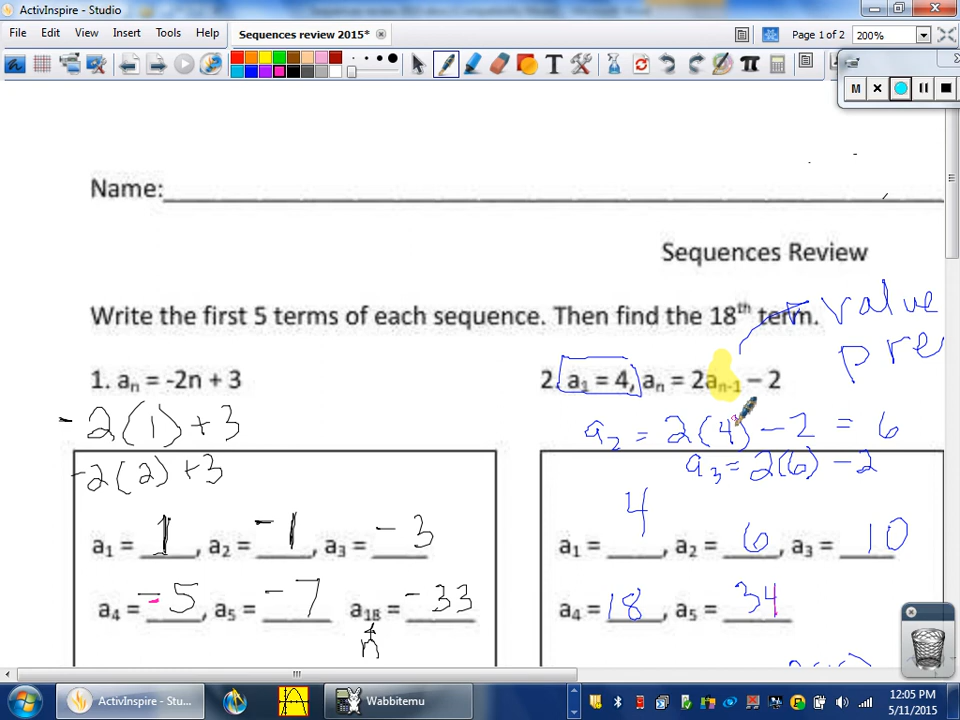 ActivInspire - Studio
File Edit View Insert Tools Help
Sequences review 2015*
Page 1 of 2
200%
M
Name:
Sequences Review
value
Write the first 5 terms of each sequence. Then find the 18th term.
pre
1. aₙ = -2n + 3
2. a₁ = 4, aₙ = 2aₙ₋₁ – 2
-2(1)+3
a₂ = 2(4) – 2 = 6
-2(2)+3
a₃ = 2(6) – 2
a₁ = 1, a₂ = -1, a₃ = -3
a₁ = 4, a₂ = 6, a₃ = 10
a₄ = -5, a₅ = -7 a₁₈ = -33
a₄ = 18, a₅ = 34
n
ActivInspire - Stu...
Wabbitemu
12:05 PM
5/11/2015